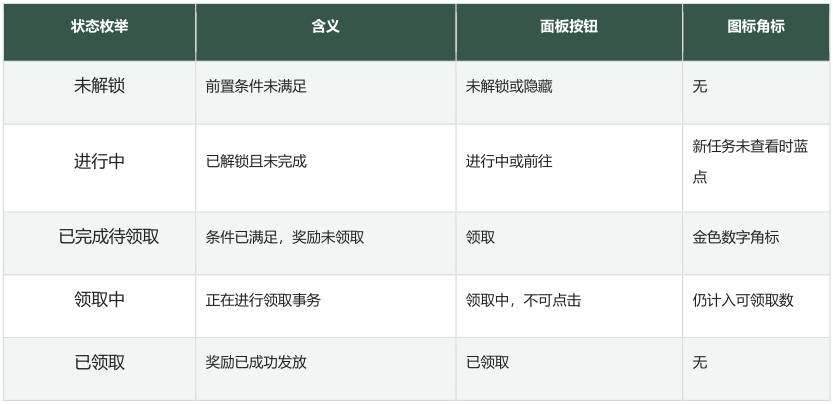 状态枚举 含义 面板按钮 图标角标
未解锁 前置条件未满足 未解锁或隐藏 无
进行中 已解锁且未完成 进行中或前往 新任务未查看时蓝
点
已完成待领取 条件已满足，奖励未领取 领取 金色数字角标
领取中 正在进行领取事务 领取中，不可点击 仍计入可领取数
已领取 奖励已成功发放 已领取 无